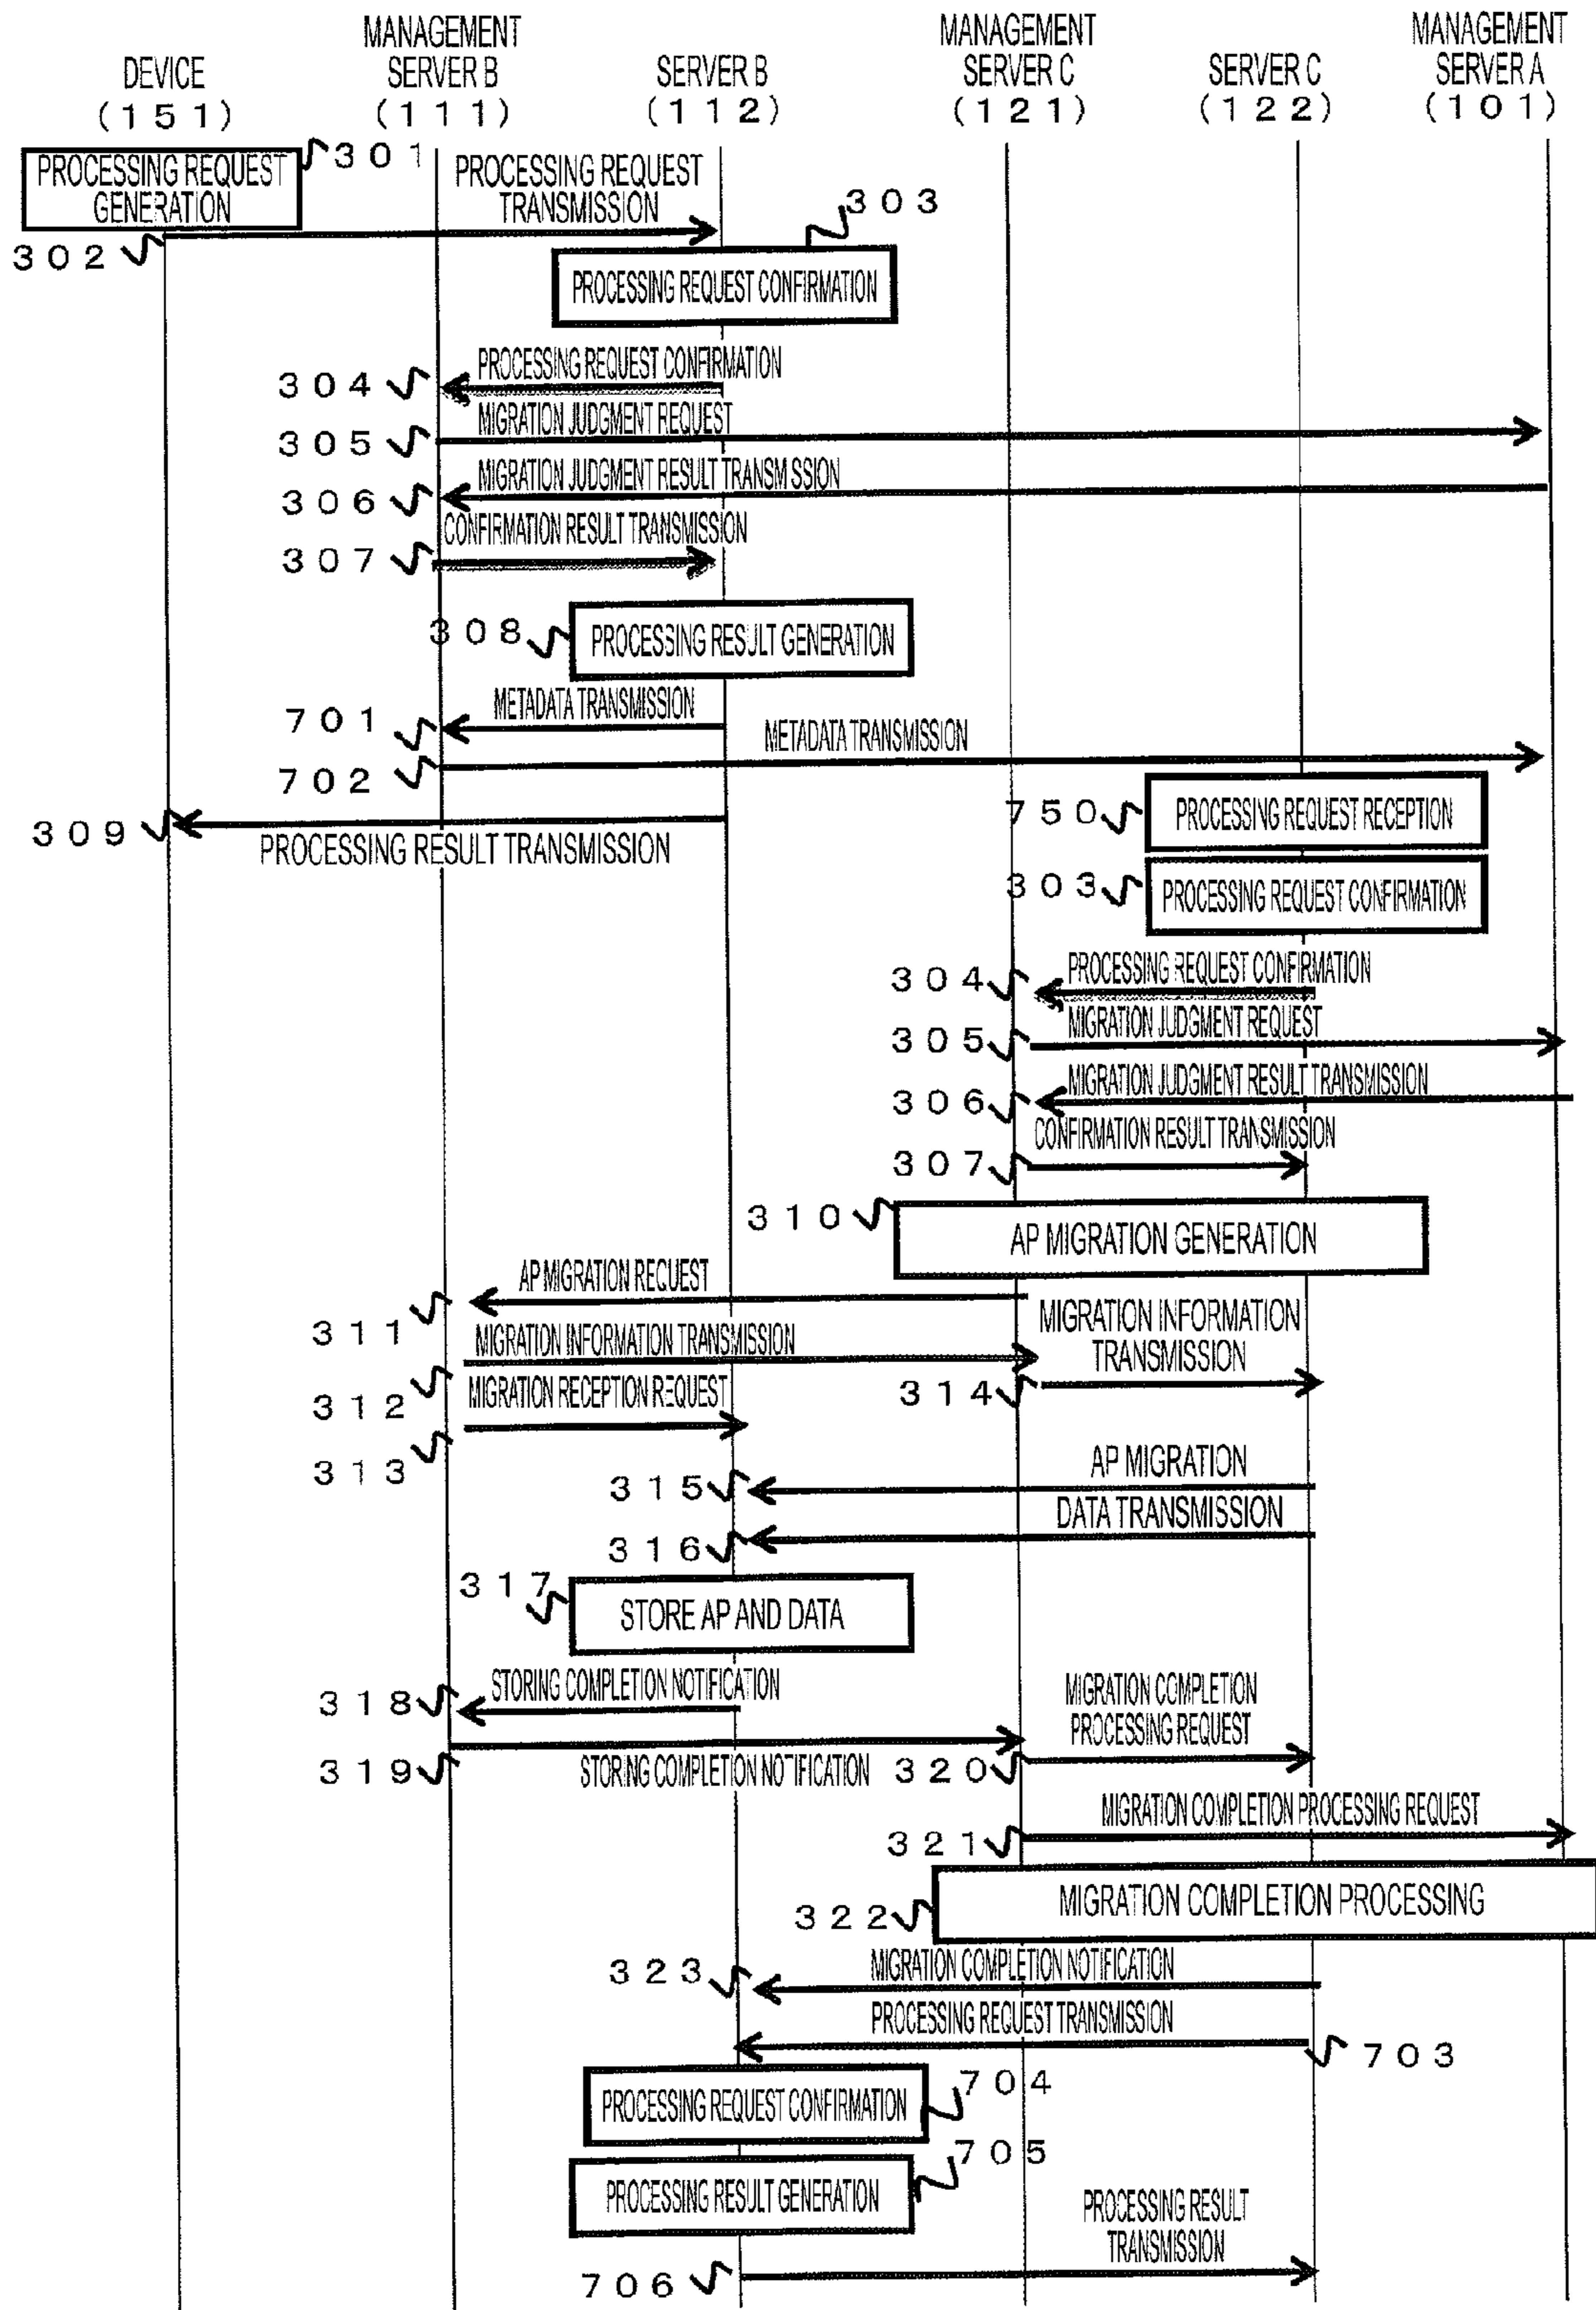 MANAGEMENT
SERVER B
(111)
MANAGEMENT
SERVER C
(121)
MANAGEMENT
SERVER A
(101)
DEVICE
(151)
SERVER B
(112)
SERVER C
(122)
301
PROCESSING REQUEST
GENERATION
PROCESSING REQUEST
TRANSMISSION
302
303
PROCESSING REQUEST CONFIRMATION
304
PROCESSING REQUEST CONFIRMATION
305
MIGRATION JUDGMENT REQUEST
306
MIGRATION JUDGMENT RESULT TRANSMISSION
307
CONFIRMATION RESULT TRANSMISSION
308
PROCESSING RESULT GENERATION
701
METADATA TRANSMISSION
702
METADATA TRANSMISSION
750
PROCESSING REQUEST RECEPTION
309
PROCESSING RESULT TRANSMISSION
303
PROCESSING REQUEST CONFIRMATION
304
PROCESSING REQUEST CONFIRMATION
305
MIGRATION JUDGMENT REQUEST
306
MIGRATION JUDGMENT RESULT TRANSMISSION
307
CONFIRMATION RESULT TRANSMISSION
310
AP MIGRATION GENERATION
AP MIGRATION REQUEST
311
MIGRATION INFORMATION TRANSMISSION
MIGRATION INFORMATION
TRANSMISSION
312
MIGRATION RECEPTION REQUEST
314
313
AP MIGRATION
315
DATA TRANSMISSION
316
317
STORE AP AND DATA
318
STORING COMPLETION NOTIFICATION
MIGRATION COMPLETION
PROCESSING REQUEST
319
STORING COMPLETION NOTIFICATION
320
MIGRATION COMPLETION PROCESSING REQUEST
321
MIGRATION COMPLETION PROCESSING
322
323
MIGRATION COMPLETION NOTIFICATION
PROCESSING REQUEST TRANSMISSION
703
704
PROCESSING REQUEST CONFIRMATION
705
PROCESSING RESULT GENERATION
PROCESSING RESULT
TRANSMISSION
706